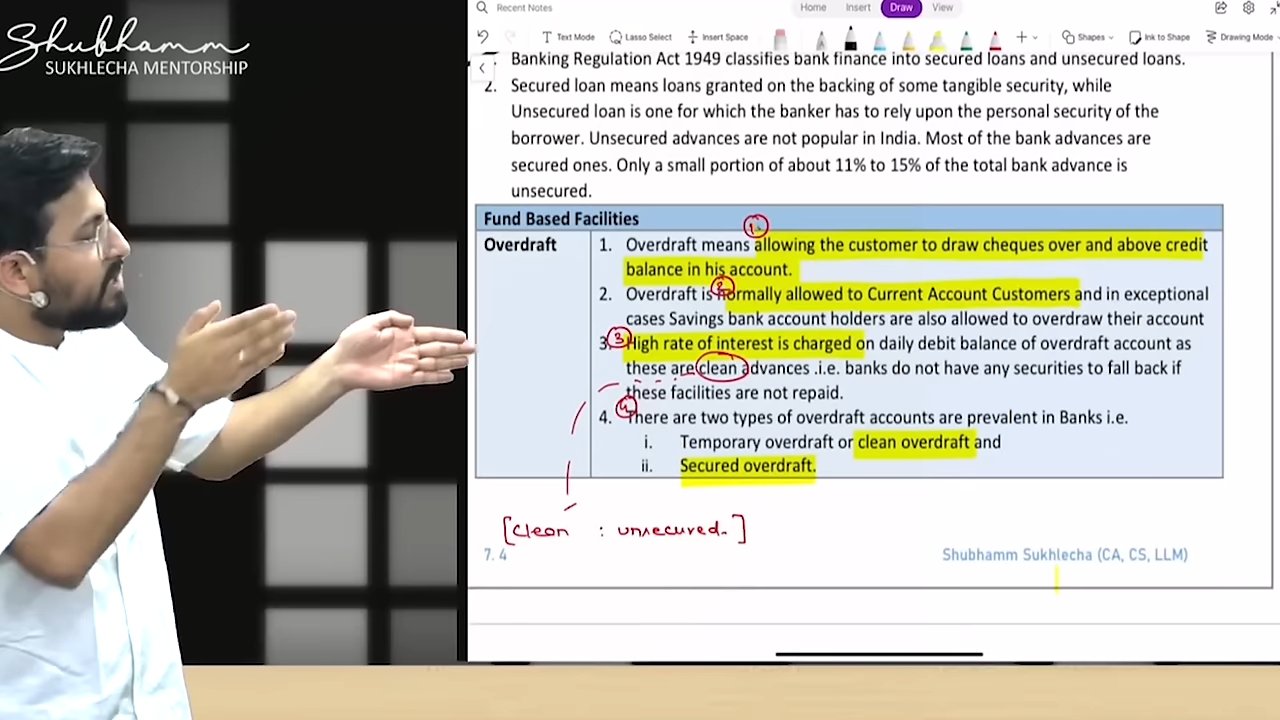 Shubhamm
SUKHLECHA MENTORSHIP
Recent Notes
Home Insert Draw View
Text Mode Lasso Select Insert Space Shapes Ink to Shape Drawing Mode
1. Banking Regulation Act 1949 classifies bank finance into secured loans and unsecured loans.
2. Secured loan means loans granted on the backing of some tangible security, while
Unsecured loan is one for which the banker has to rely upon the personal security of the
borrower. Unsecured advances are not popular in India. Most of the bank advances are
secured ones. Only a small portion of about 11% to 15% of the total bank advance is
unsecured.
Fund Based Facilities
1
Overdraft 1. Overdraft means allowing the customer to draw cheques over and above credit
balance in his account.
2
2. Overdraft is normally allowed to Current Account Customers and in exceptional
cases Savings bank account holders are also allowed to overdraw their account
3
3. High rate of interest is charged on daily debit balance of overdraft account as
these are clean advances .i.e. banks do not have any securities to fall back if
these facilities are not repaid.
4
4. There are two types of overdraft accounts are prevalent in Banks i.e.
i. Temporary overdraft or clean overdraft and
ii. Secured overdraft.
[Clean : unsecured.]
7. 4 Shubhamm Sukhlecha (CA, CS, LLM)